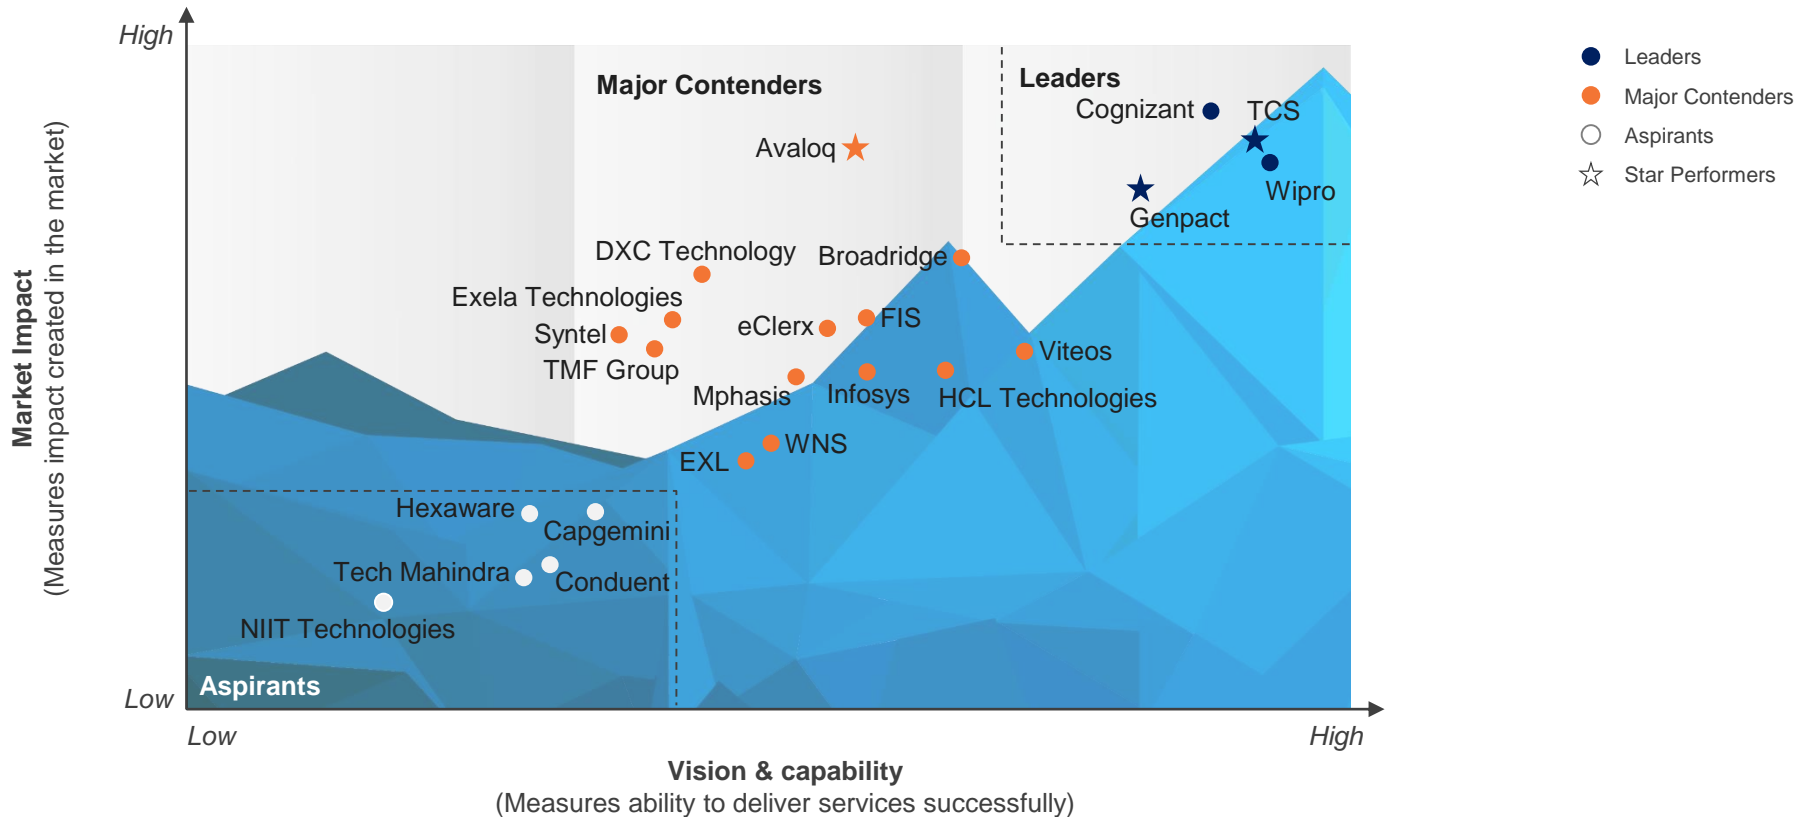 High
Major Contenders
Leaders
Cognizant
TCS
Avaloq
Wipro
Genpact
DXC Technology
Broadridge
Exela Technologies
Syntel
eClerx
FIS
TMF Group
Viteos
Mphasis
Infosys
HCL Technologies
WNS
EXL
Hexaware
Capgemini
Tech Mahindra
Conduent
NIIT Technologies
Aspirants
Low
Low
High
Market Impact
(Measures impact created in the market)
Vision & capability
(Measures ability to deliver services successfully)
Leaders
Major Contenders
Aspirants
Star Performers